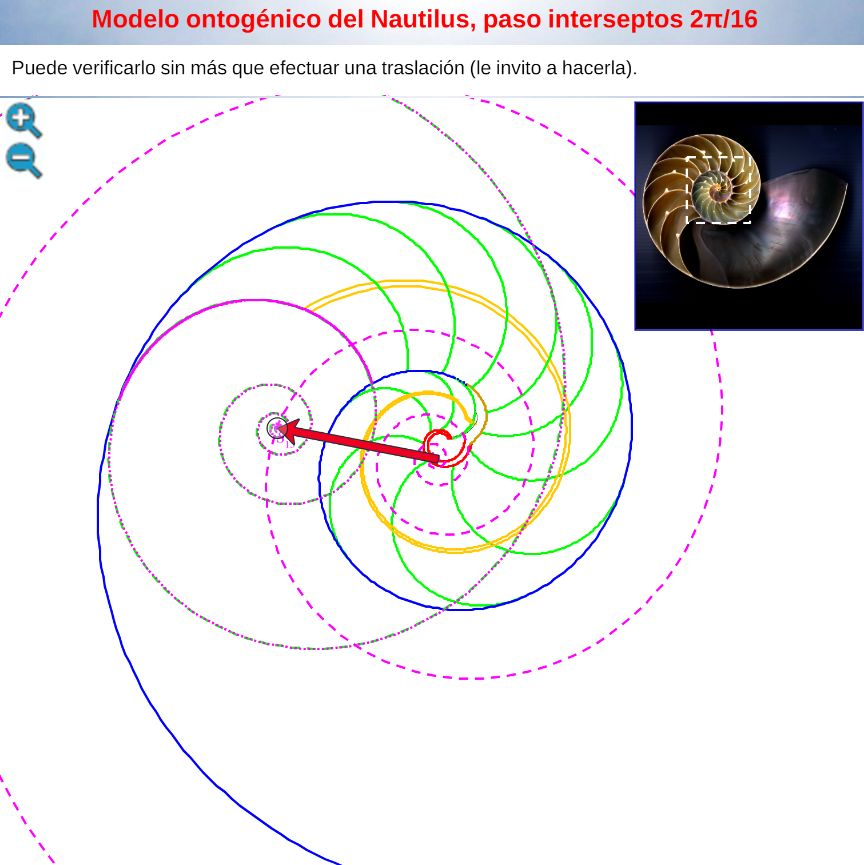 Modelo ontogénico del Nautilus, paso interseptos 2π/16
Puede verificarlo sin más que efectuar una traslación (le invito a hacerla).